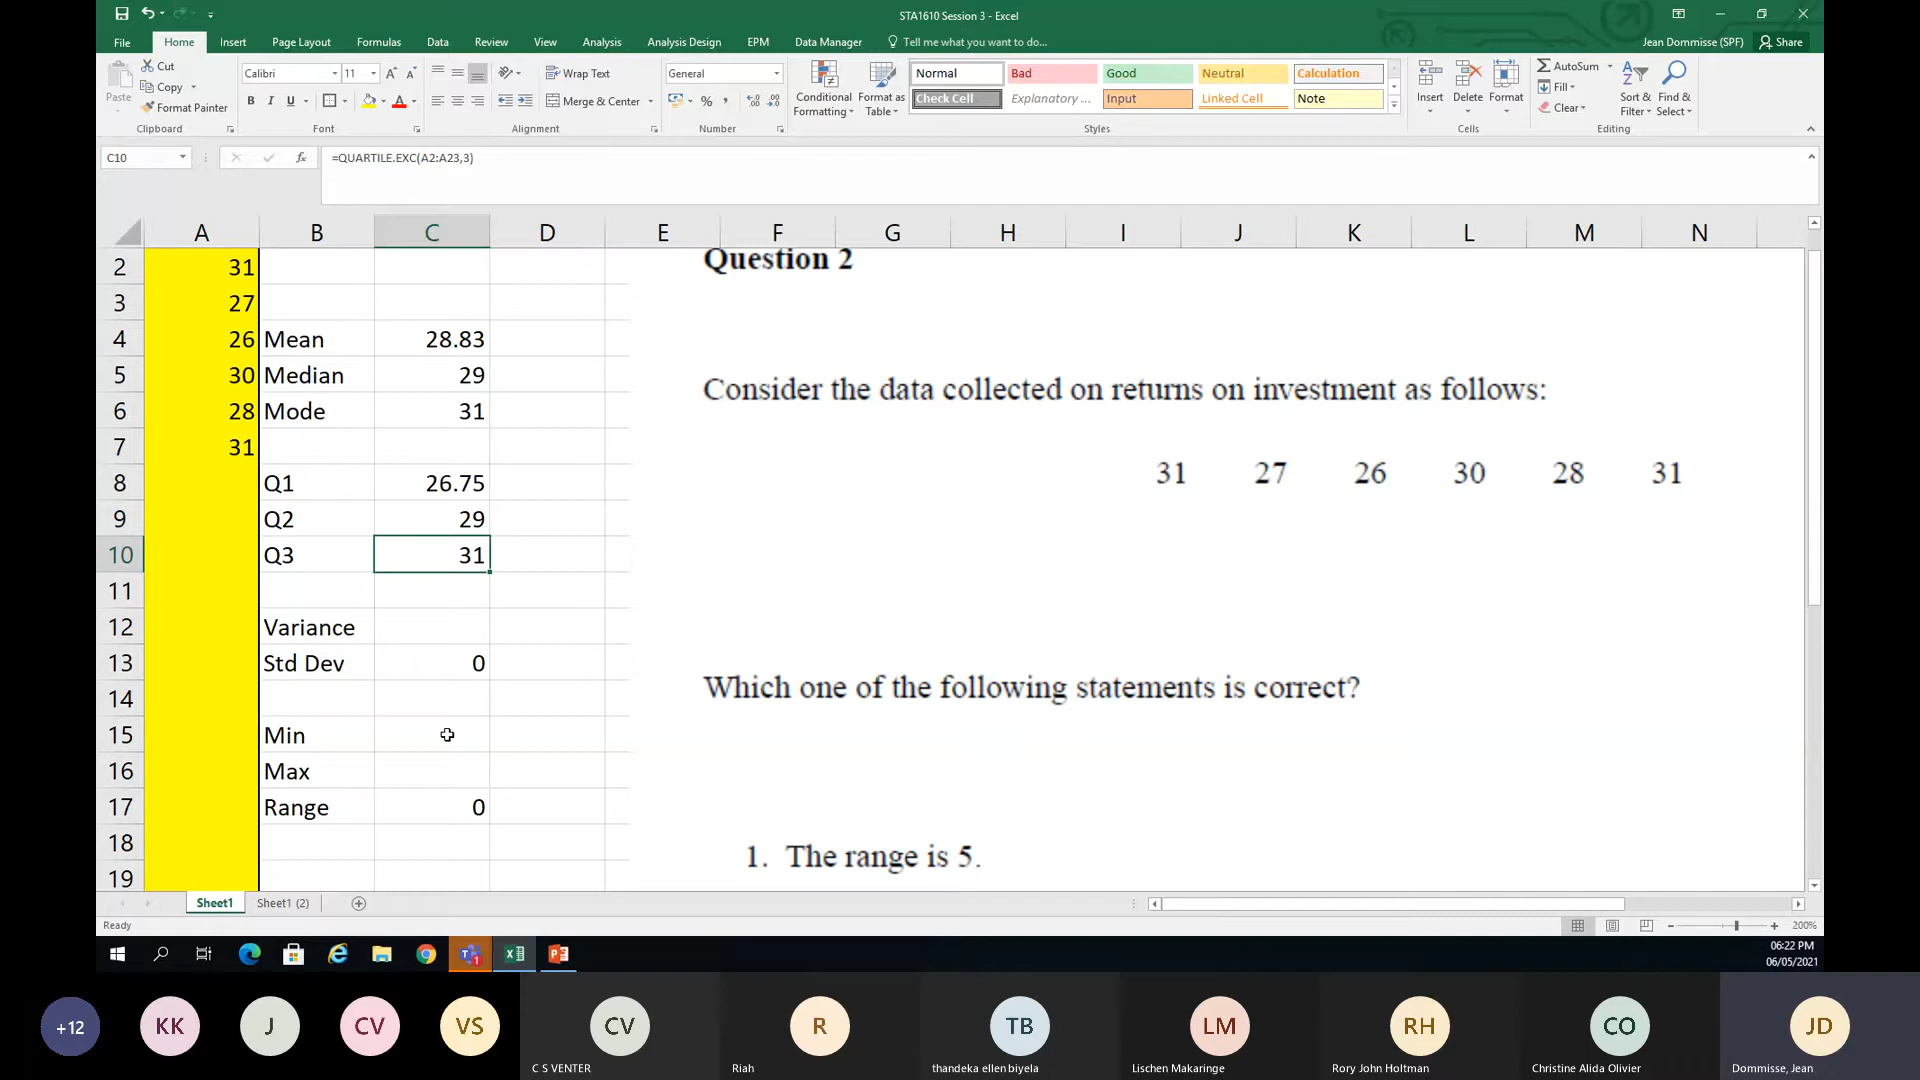 STA1610 Session 3 - Excel
File Home Insert Page Layout Formulas Data Review View Analysis Analysis Design EPM Data Manager Tell me what you want to do... Jean Dommisse (SPF) Share
Paste Cut Copy Format Painter Clipboard
Calibri 11 B I U Font
Wrap Text Merge & Center Alignment
General % Number
Conditional Formatting Format as Table
Normal Bad Good Neutral Calculation
Check Cell Explanatory ... Input Linked Cell Note
Styles
Insert Delete Format Cells
AutoSum Fill Clear Sort & Filter Find & Select Editing
C10 fx =QUARTILE.EXC(A2:A23,3)
A B C D E F G H I J K L M N
2 31
3 27
4 26 Mean 28.83
5 30 Median 29
6 28 Mode 31
7 31
8 Q1 26.75
9 Q2 29
10 Q3 31
11
12 Variance
13 Std Dev 0
14
15 Min
16 Max
17 Range 0
18
19
Question 2
Consider the data collected on returns on investment as follows:
31 27 26 30 28 31
Which one of the following statements is correct?
1. The range is 5.
Sheet1 Sheet1 (2)
Ready 200%
06:22 PM
06/05/2021
+12 KK J CV VS CV R TB LM RH CO JD
C S VENTER Riah thandeka ellen biyela Lischen Makaringe Rory John Holtman Christine Alida Olivier Dommisse, Jean